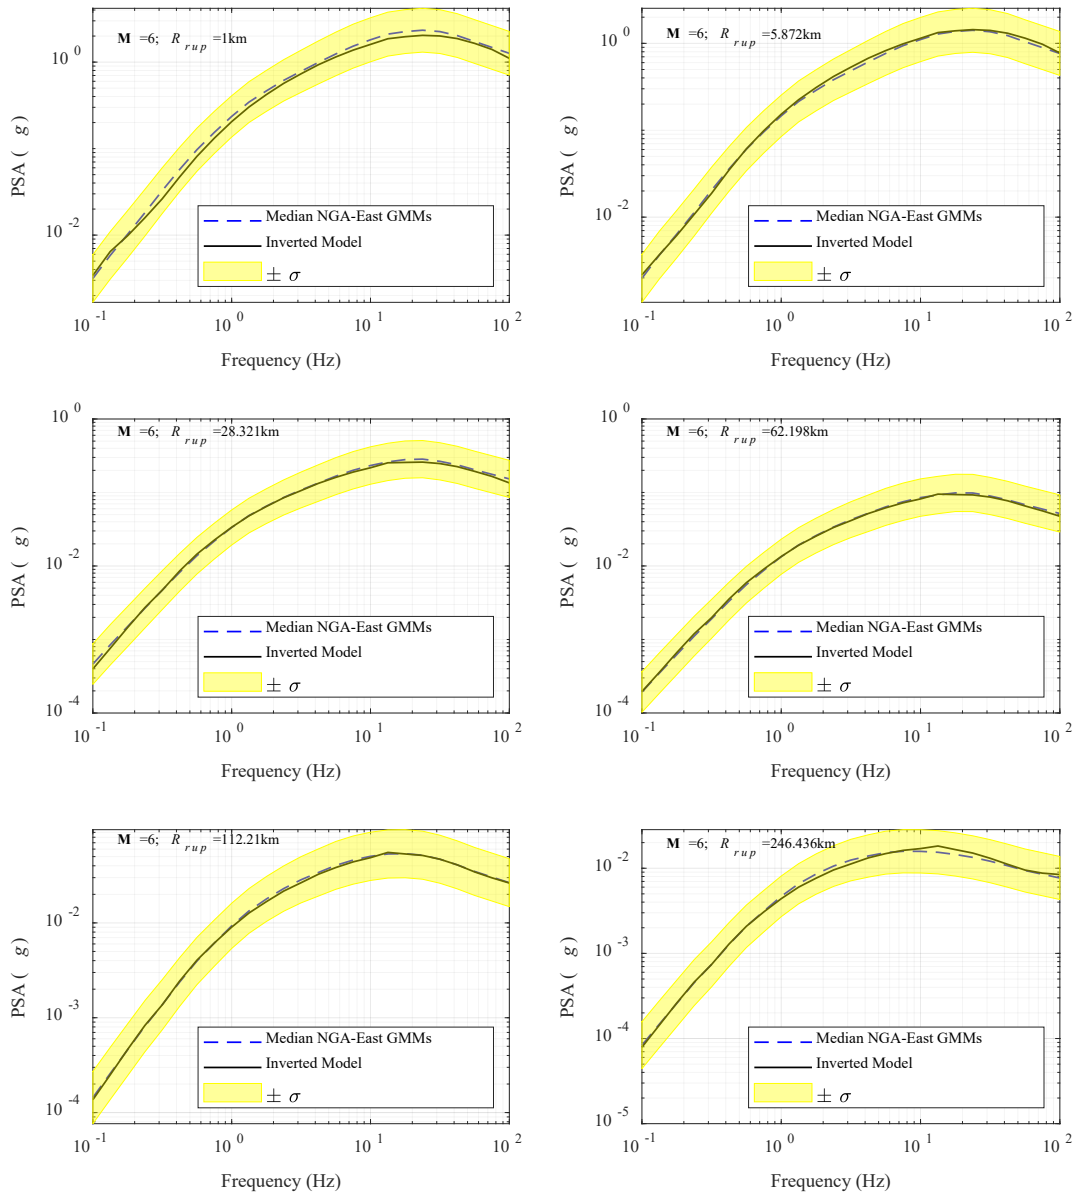 M =6; R rup =1km
10 0
10 -2
PSA ( g)
Median NGA-East GMMs
Inverted Model
± σ
10 -1 10 0 10 1 10 2
Frequency (Hz)
M =6; R rup =5.872km
10 0
10 -2
PSA ( g)
Median NGA-East GMMs
Inverted Model
± σ
10 -1 10 0 10 1 10 2
Frequency (Hz)
M =6; R rup =28.321km
10 0
10 -2
10 -4
PSA ( g)
Median NGA-East GMMs
Inverted Model
± σ
10 -1 10 0 10 1 10 2
Frequency (Hz)
M =6; R rup =62.198km
10 0
10 -2
10 -4
PSA ( g)
Median NGA-East GMMs
Inverted Model
± σ
10 -1 10 0 10 1 10 2
Frequency (Hz)
M =6; R rup =112.21km
10 -2
10 -3
10 -4
PSA ( g)
Median NGA-East GMMs
Inverted Model
± σ
10 -1 10 0 10 1 10 2
Frequency (Hz)
M =6; R rup =246.436km
10 -2
10 -3
10 -4
10 -5
PSA ( g)
Median NGA-East GMMs
Inverted Model
± σ
10 -1 10 0 10 1 10 2
Frequency (Hz)